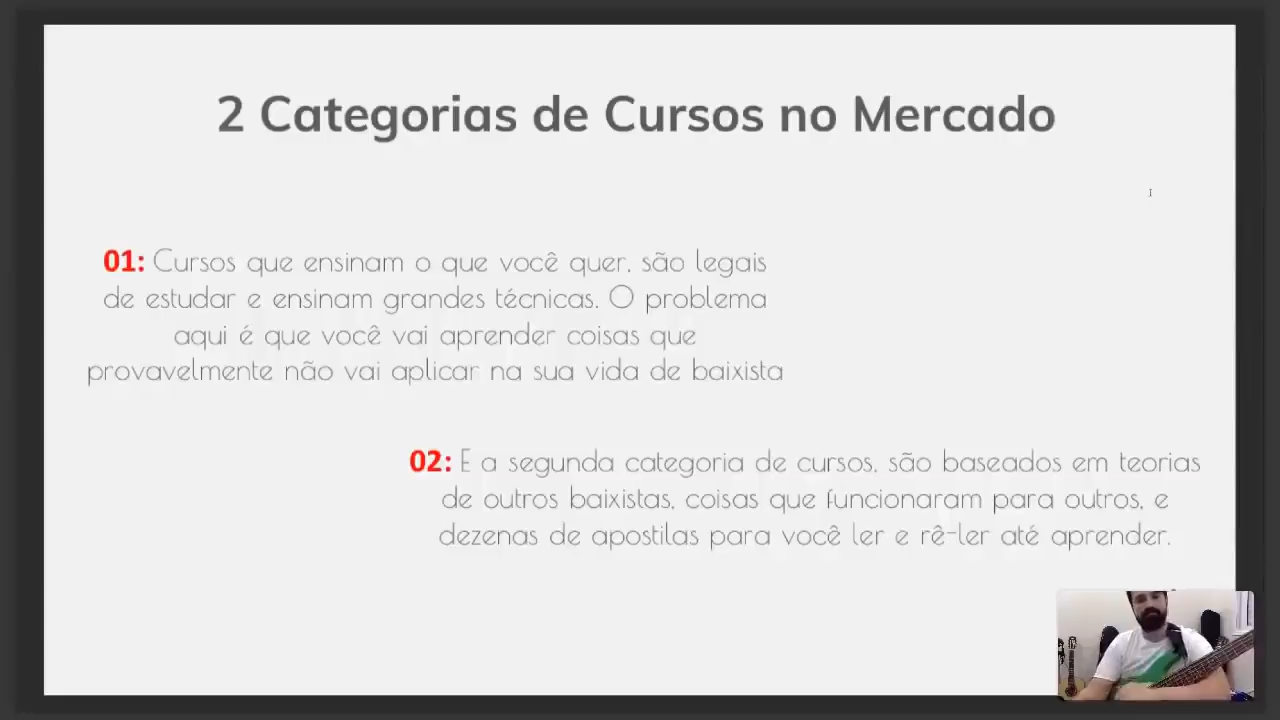 2 Categorias de Cursos no Mercado
01: Cursos que ensinam o que você quer, são legais
de estudar e ensinam grandes técnicas. O problema
aqui é que você vai aprender coisas que
provavelmente não vai aplicar na sua vida de baixista
02: E a segunda categoria de cursos, são baseados em teorias
de outros baixistas, coisas que funcionaram para outros, e
dezenas de apostilas para você ler e rê-ler até aprender.